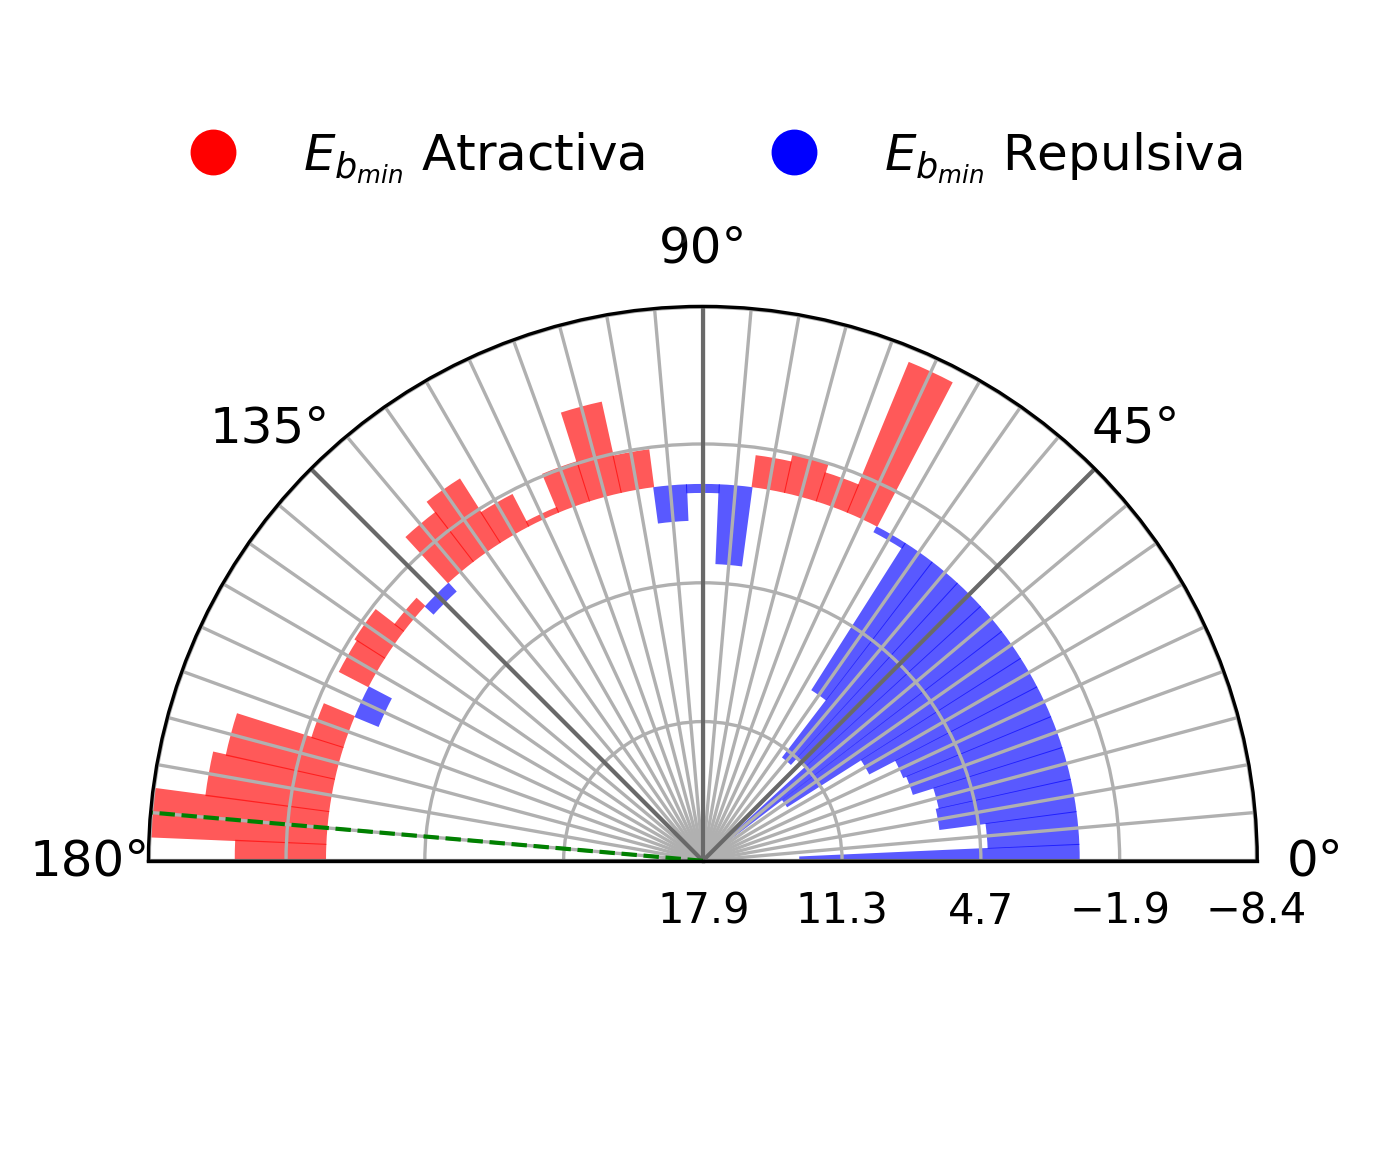 E_{b_{min}} Atractiva E_{b_{min}} Repulsiva
90°
135° 45°
180° 0°
17.9 11.3 4.7 −1.9 −8.4